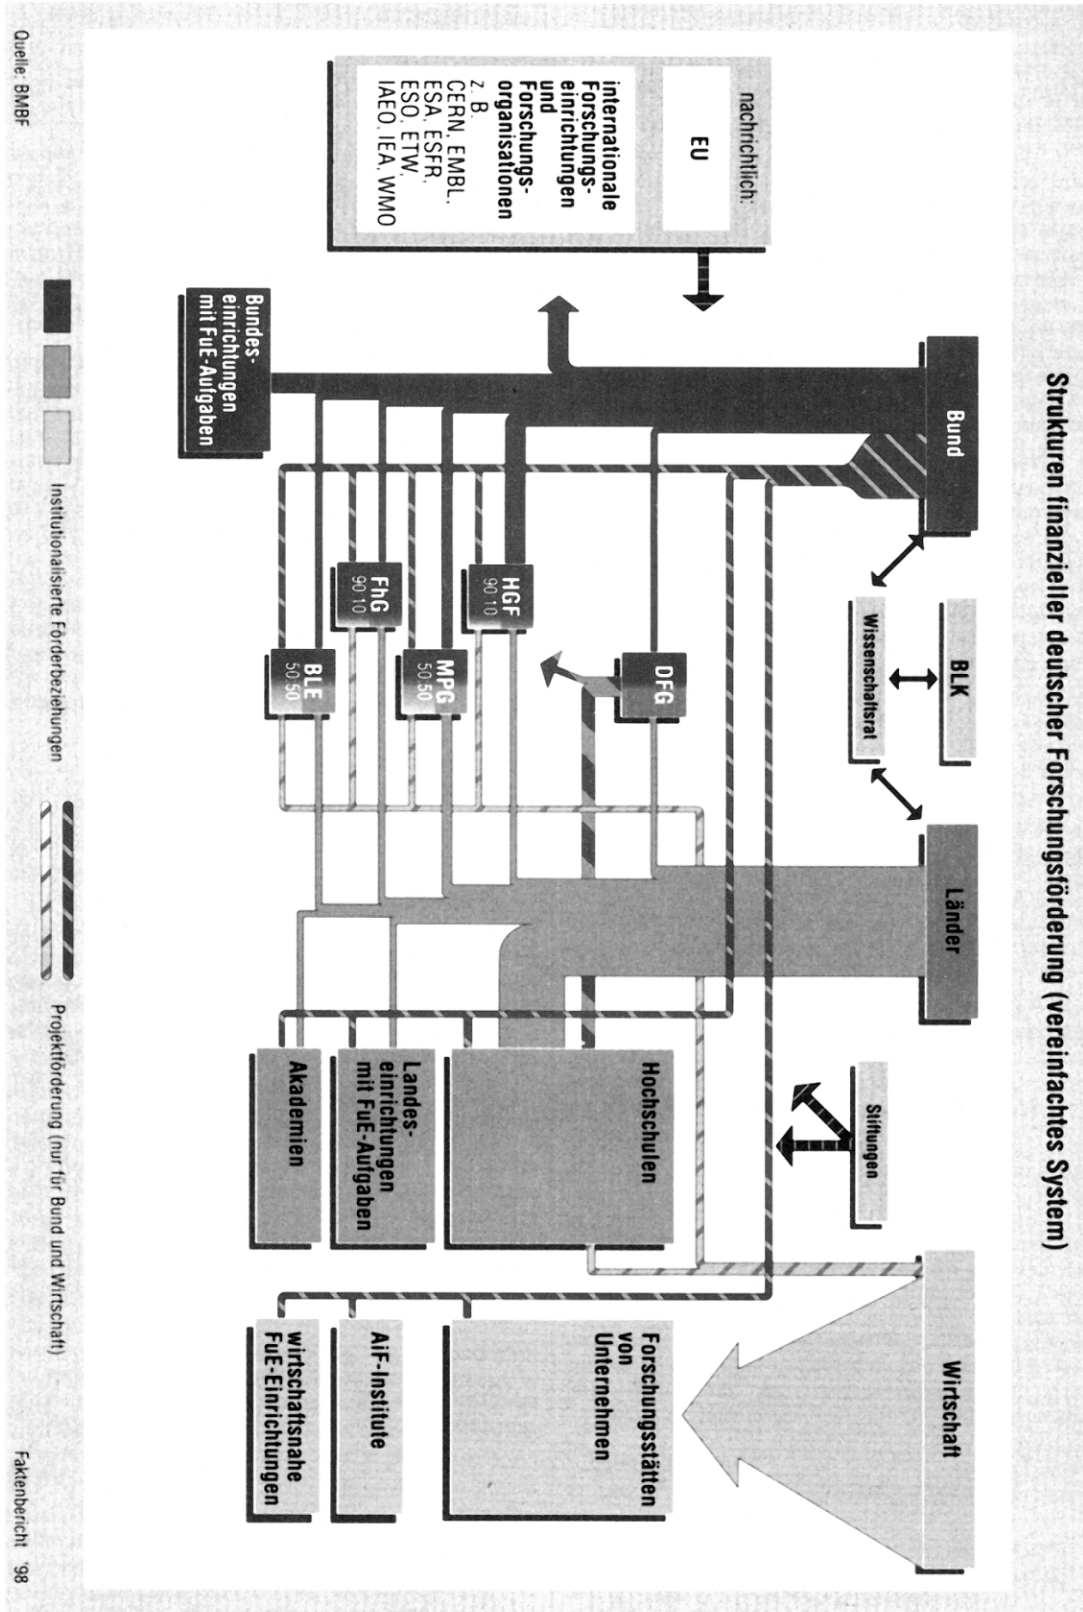 Strukturen finanzieller deutscher Forschungsförderung (vereinfachtes System)
Bund
BLK
Länder
Wirtschaft
Wissenschaftsrat
Stiftungen
nachrichtlich:
EU
internationale
Forschungs-
einrichtungen
und
Forschungs-
organisationen
z. B.
CERN, EMBL,
ESA, ESFR,
ESO, ETW,
IAEO, IEA, WMO
DFG
HGF
90:10
MPG
50:50
FhG
90:10
BLE
50:50
Hochschulen
Forschungsstätten
von
Unternehmen
Landes-
einrichtungen
mit FuE-Aufgaben
AiF-Institute
Akademien
wirtschaftsnahe
FuE-Einrichtungen
Bundes-
einrichtungen
mit FuE-Aufgaben
Institutionalisierte Förderbeziehungen
Projektförderung (nur für Bund und Wirtschaft)
Quelle: BMBF
Faktenbericht '98